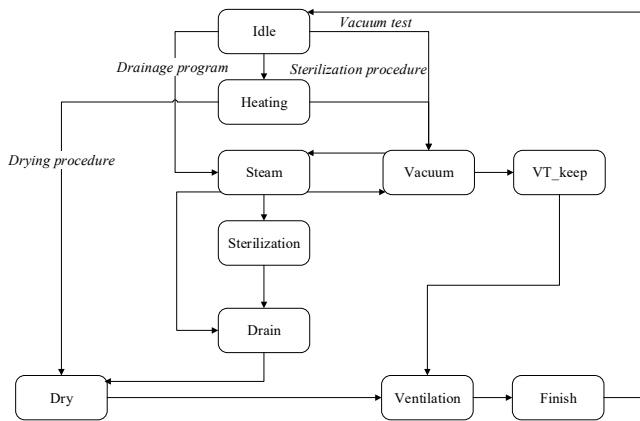 Idle
Vacuum test
Drainage program
Sterilization procedure
Heating
Drying procedure
Steam
Vacuum
VT_keep
Sterilization
Drain
Dry
Ventilation
Finish